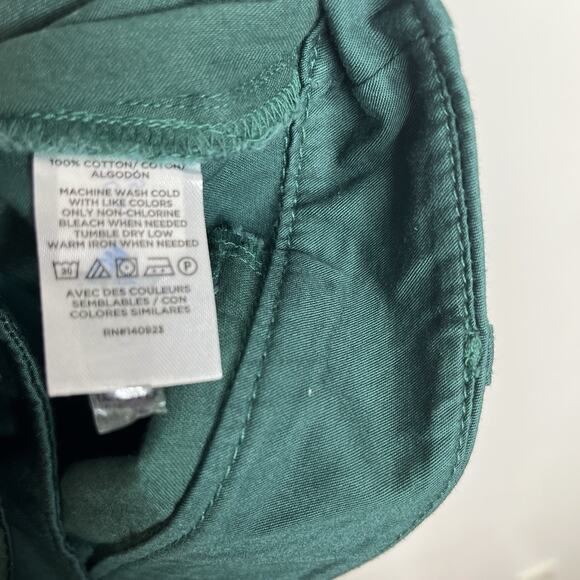 100% COTTON/ COTON/
ALGODÓN
MACHINE WASH COLD
WITH LIKE COLORS
ONLY NON-CHLORINE
BLEACH WHEN NEEDED
TUMBLE DRY LOW
WARM IRON WHEN NEEDED
30 P
AVEC DES COULEURS
SEMBLABLES / CON
COLORES SIMILARES
RN#140923